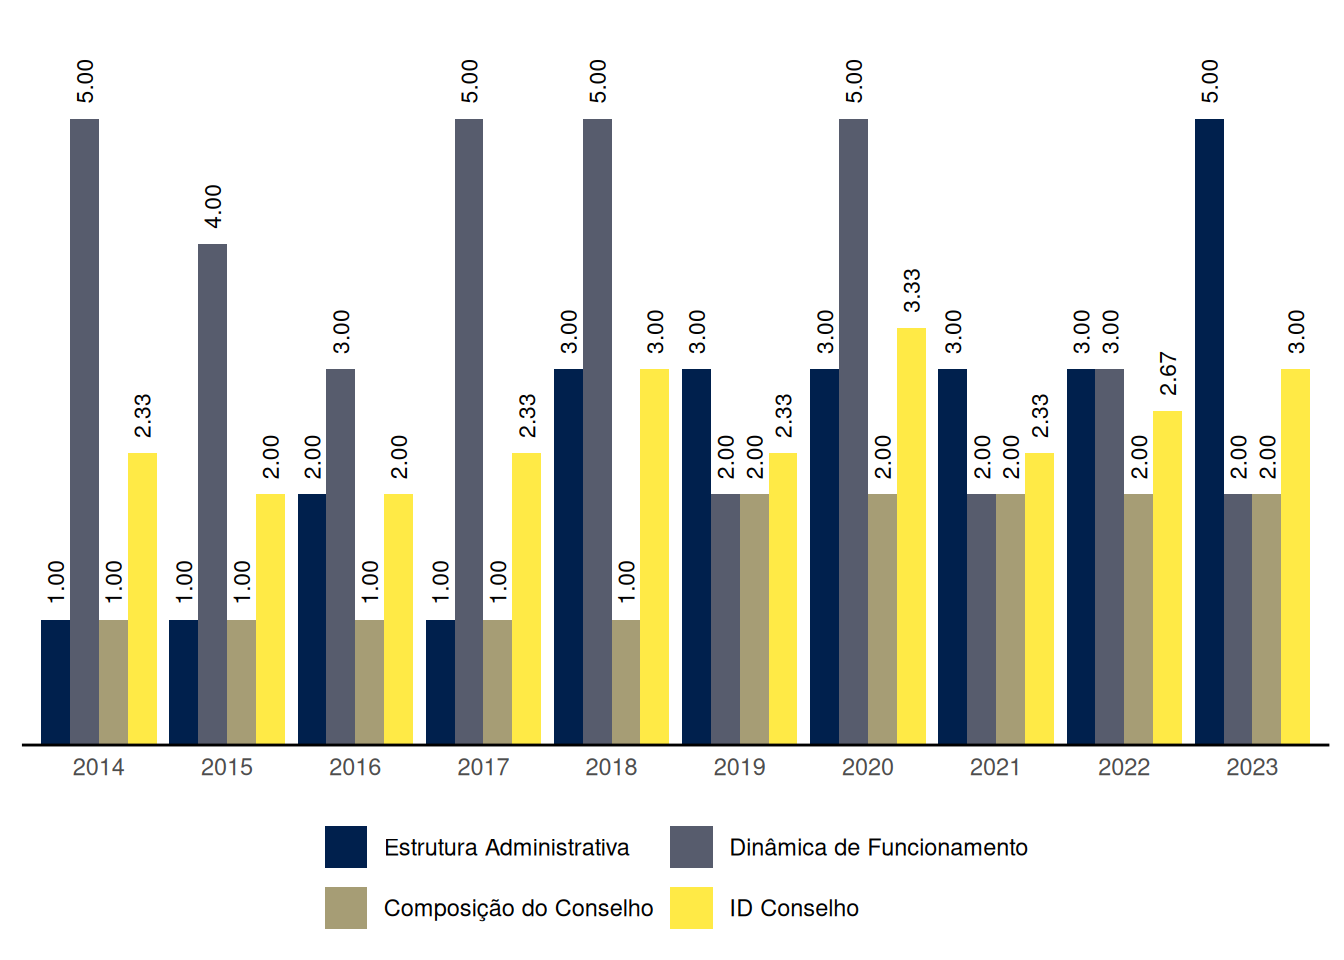 5.00 5.00 5.00 5.00 5.00
4.00
3.33
3.00 3.00 3.00 3.00 3.00 3.00 3.00 3.00 3.00
2.67
2.33 2.33 2.33 2.33
2.00 2.00 2.00 2.00 2.00 2.00 2.00 2.00 2.00 2.00 2.00
1.00 1.00 1.00 1.00 1.00 1.00 1.00 1.00
2014 2015 2016 2017 2018 2019 2020 2021 2022 2023
Estrutura Administrativa Dinâmica de Funcionamento
Composição do Conselho ID Conselho